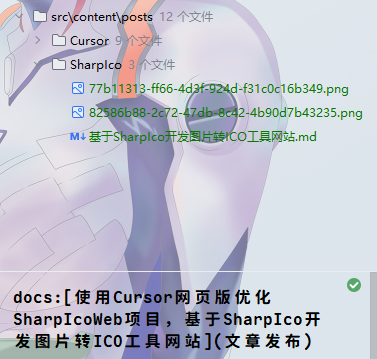 src\content\posts 12 个文件
Cursor 9 个文件
SharpIco 3 个文件
77b11313-ff66-4d3f-924d-f31c0c16b349.png
82586b88-2c72-47db-8c42-4b90d7b43235.png
M↓ 基于SharpIco开发图片转ICO工具网站.md
docs:[使用Cursor网页版优化
SharpIcoWeb项目，基于SharpIco开
发图片转ICO工具网站](文章发布)